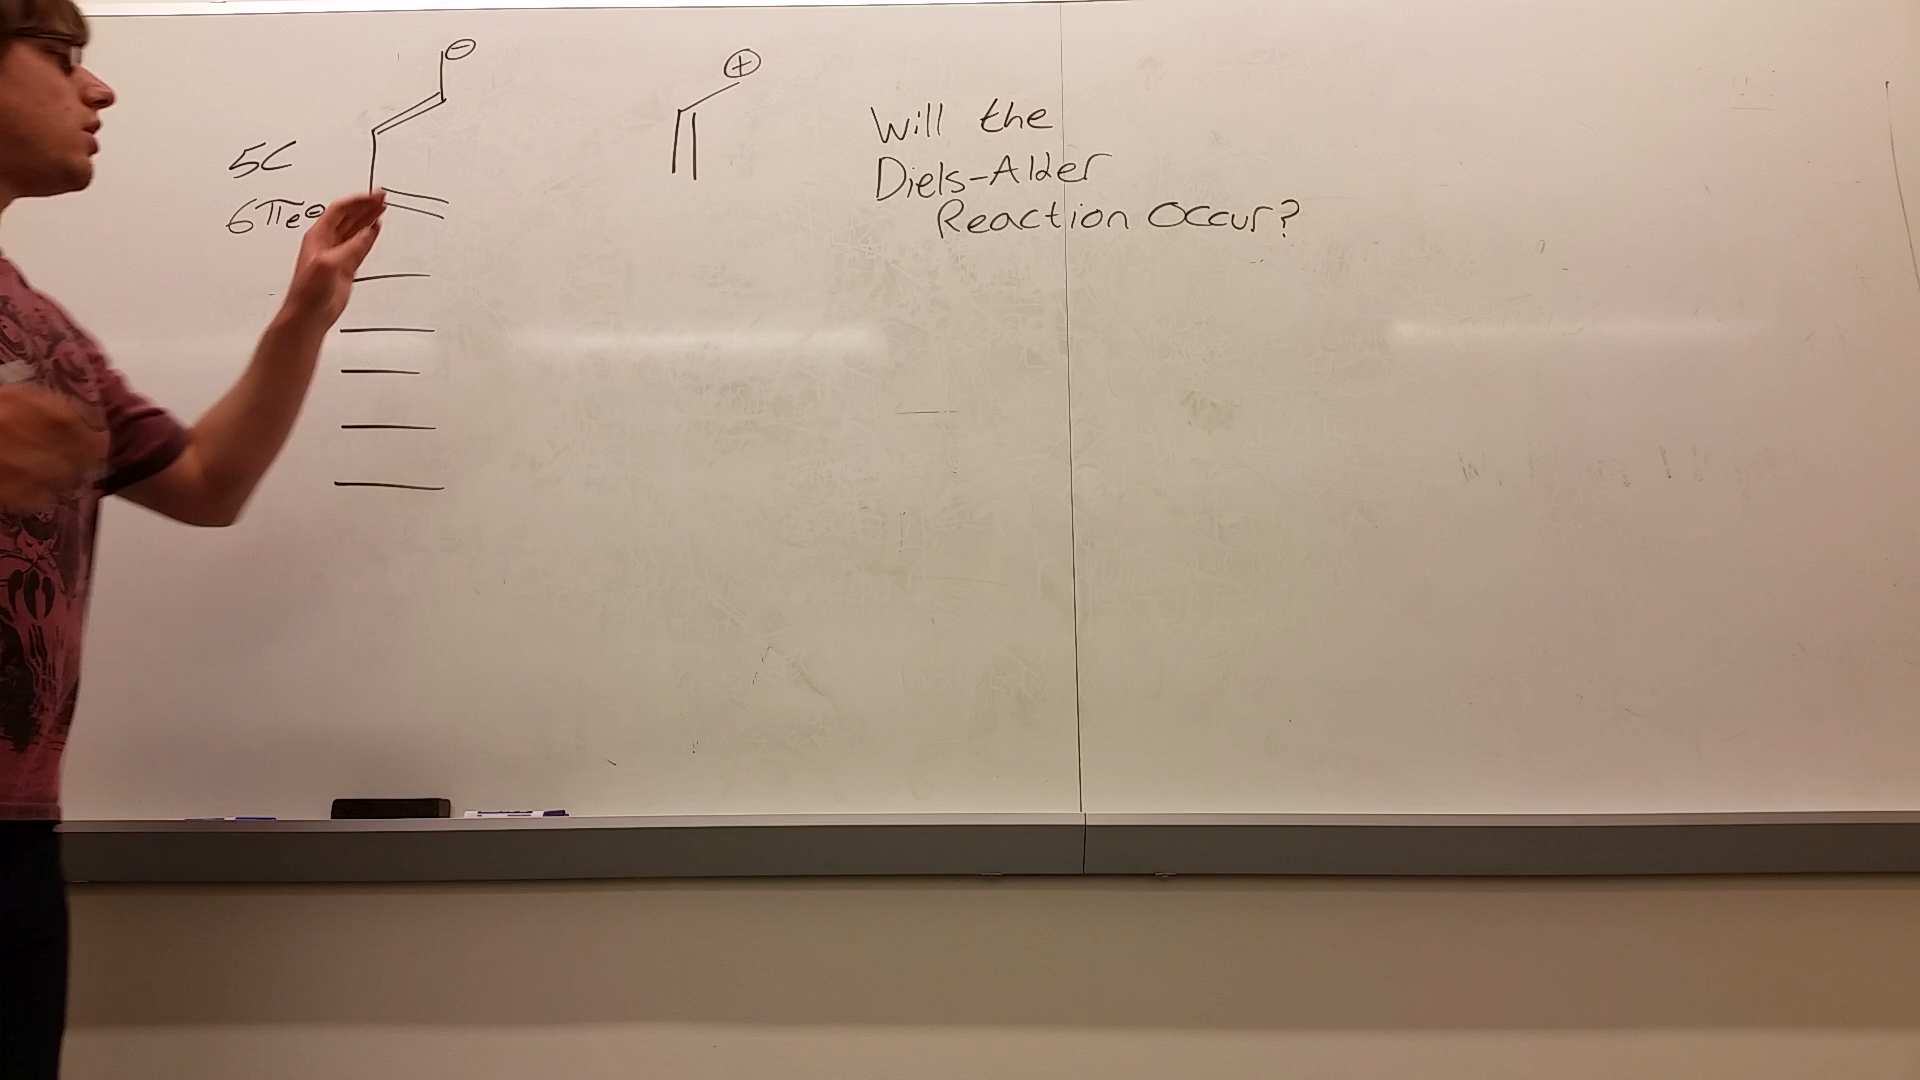 ⊖
⊕
5C
6πe⊖
Will the
Diels-Alder
Reaction Occur?